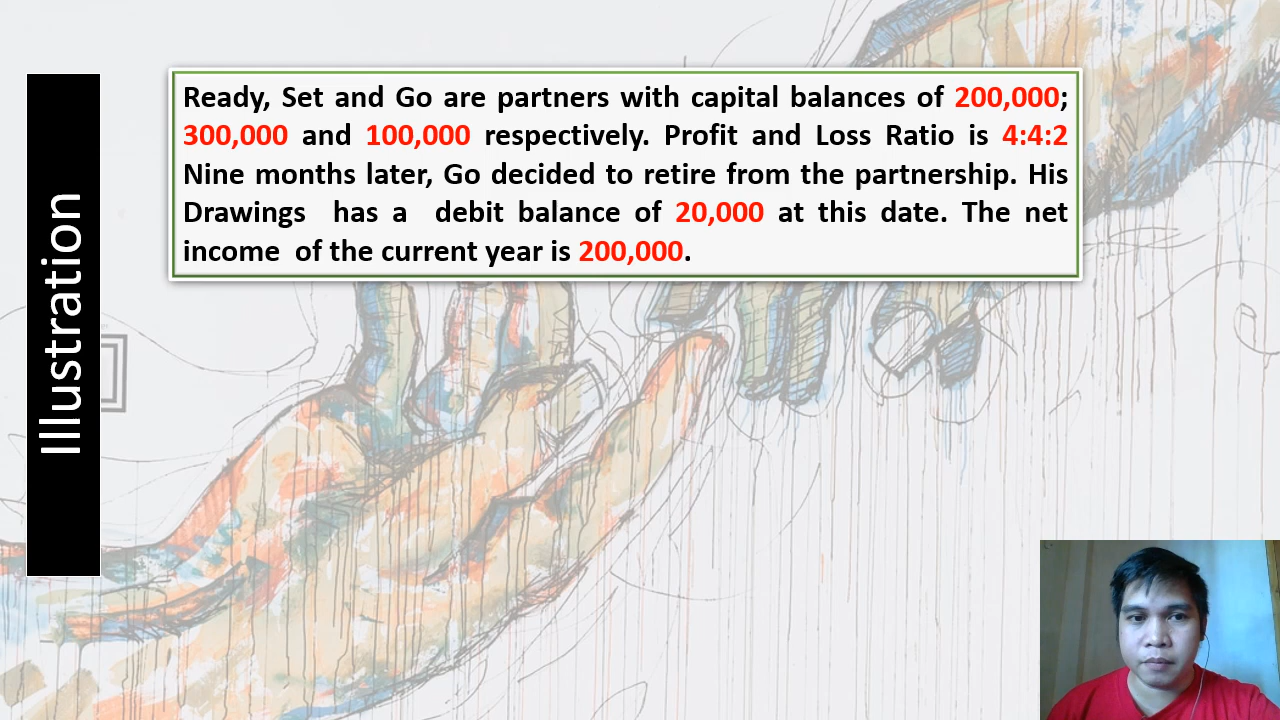 Illustration
Ready, Set and Go are partners with capital balances of 200,000;
300,000 and 100,000 respectively. Profit and Loss Ratio is 4:4:2
Nine months later, Go decided to retire from the partnership. His
Drawings has a debit balance of 20,000 at this date. The net
income of the current year is 200,000.